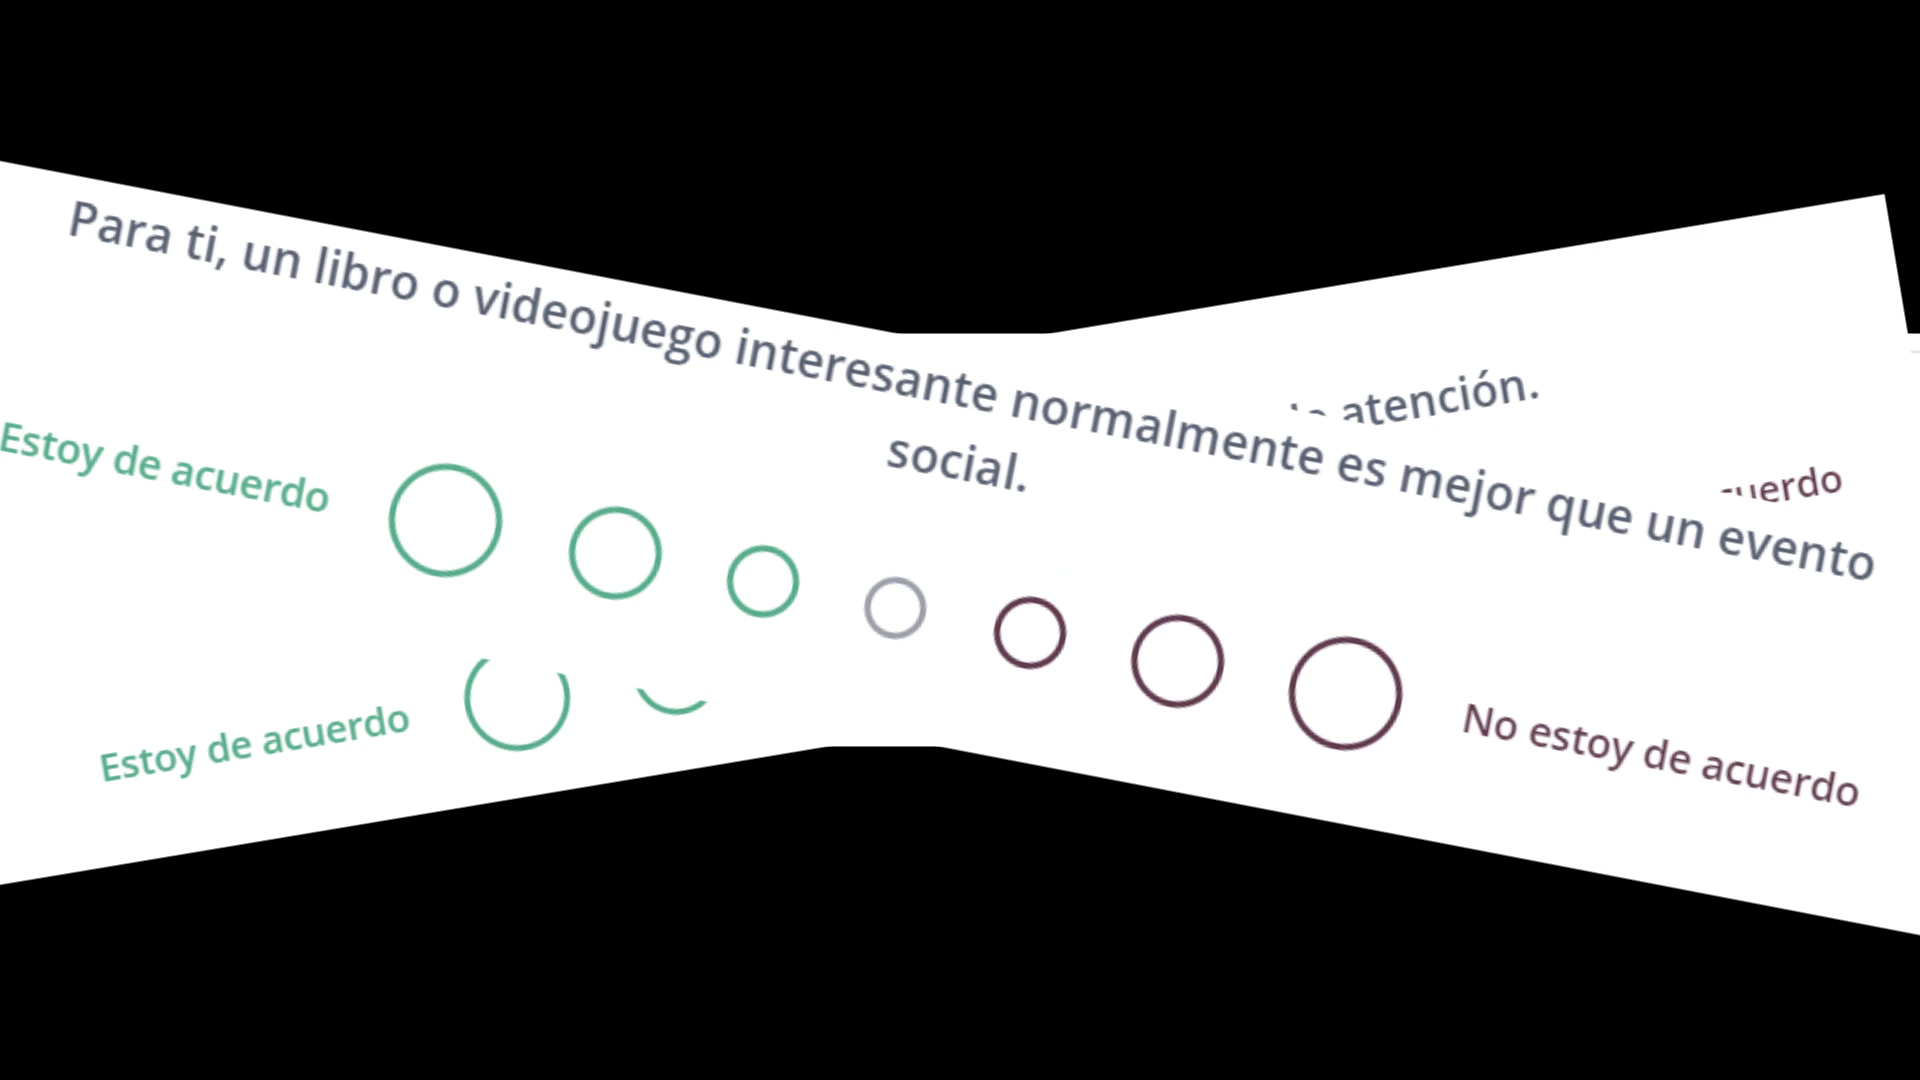 Para ti, un libro o videojuego interesante normalmente es mejor que un evento
social.
atención.
Estoy de acuerdo
No estoy de acuerdo
Estoy de acuerdo